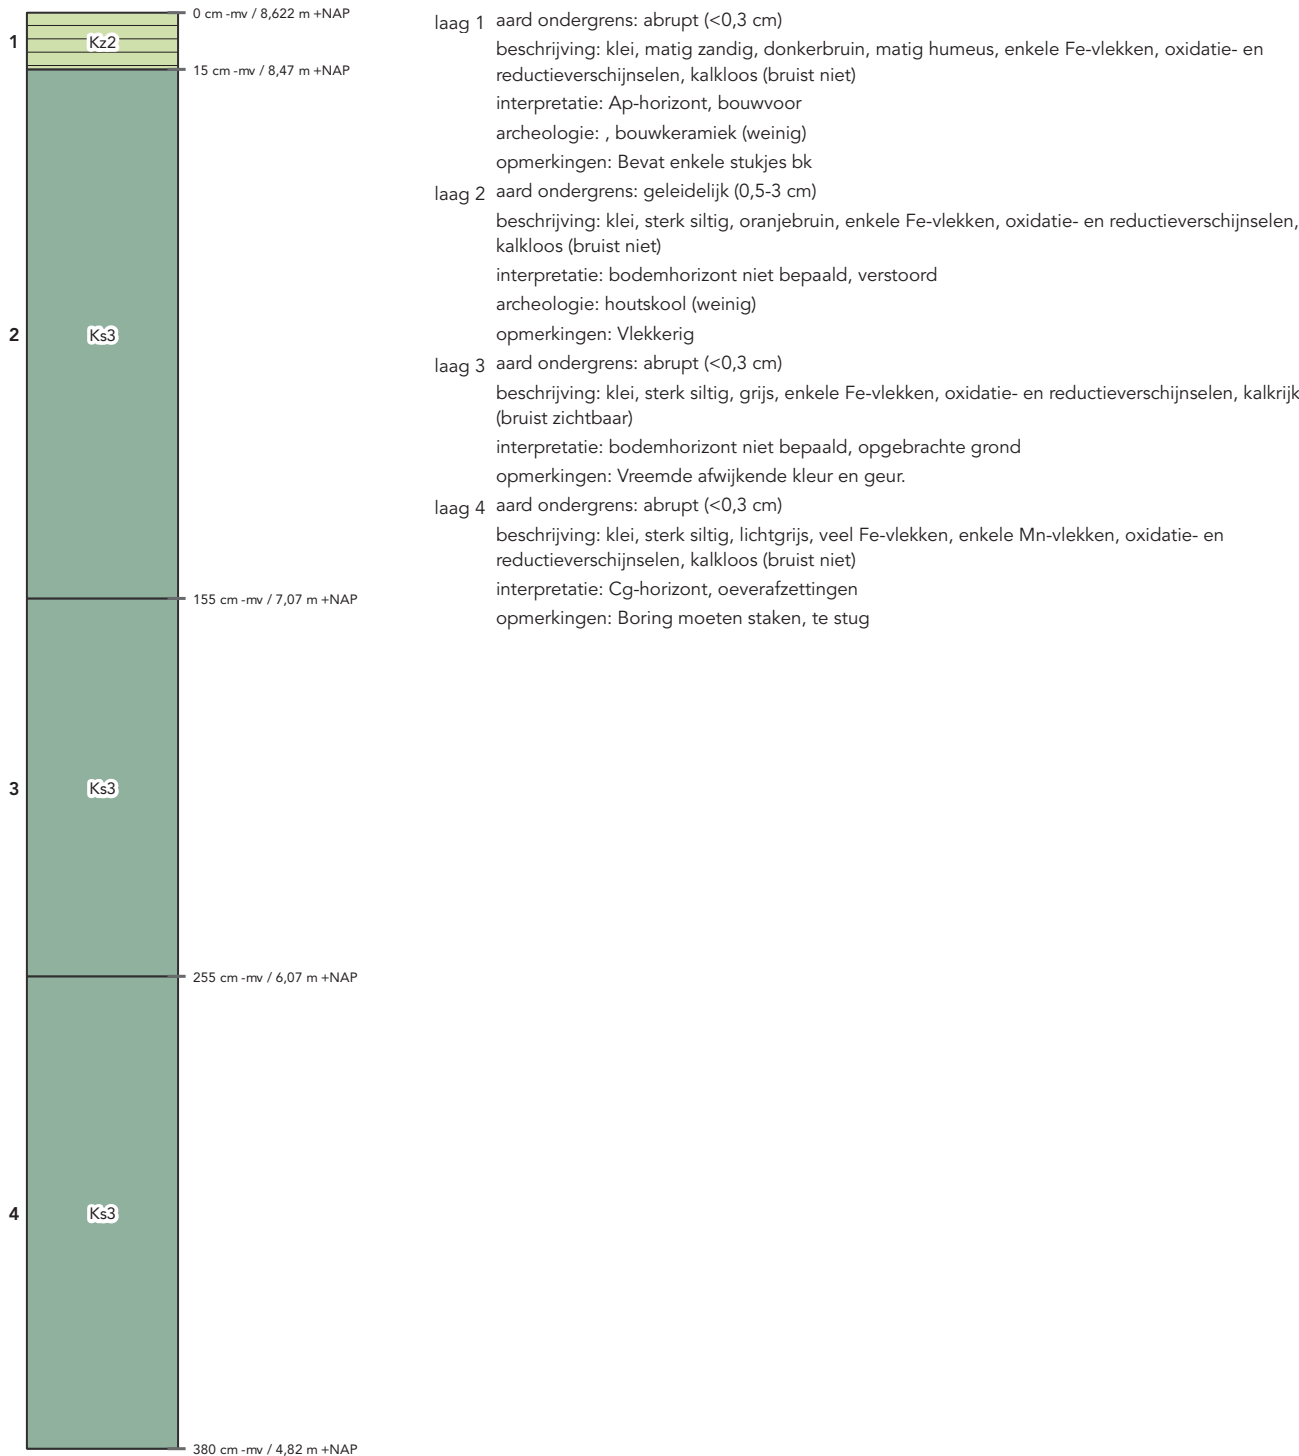 0 cm -mv / 8,622 m +NAP
1
Kz2
15 cm -mv / 8,47 m +NAP
2
Ks3
155 cm -mv / 7,07 m +NAP
3
Ks3
255 cm -mv / 6,07 m +NAP
4
Ks3
380 cm -mv / 4,82 m +NAP
laag 1 aard ondergrens: abrupt (<0,3 cm)
beschrijving: klei, matig zandig, donkerbruin, matig humeus, enkele Fe-vlekken, oxidatie- en
reductieverschijnselen, kalkloos (bruist niet)
interpretatie: Ap-horizont, bouwvoor
archeologie: , bouwkeramiek (weinig)
opmerkingen: Bevat enkele stukjes bk
laag 2 aard ondergrens: geleidelijk (0,5-3 cm)
beschrijving: klei, sterk siltig, oranjebruin, enkele Fe-vlekken, oxidatie- en reductieverschijnselen,
kalkloos (bruist niet)
interpretatie: bodemhorizont niet bepaald, verstoord
archeologie: houtskool (weinig)
opmerkingen: Vlekkerig
laag 3 aard ondergrens: abrupt (<0,3 cm)
beschrijving: klei, sterk siltig, grijs, enkele Fe-vlekken, oxidatie- en reductieverschijnselen, kalkrijk
(bruist zichtbaar)
interpretatie: bodemhorizont niet bepaald, opgebrachte grond
opmerkingen: Vreemde afwijkende kleur en geur.
laag 4 aard ondergrens: abrupt (<0,3 cm)
beschrijving: klei, sterk siltig, lichtgrijs, veel Fe-vlekken, enkele Mn-vlekken, oxidatie- en
reductieverschijnselen, kalkloos (bruist niet)
interpretatie: Cg-horizont, oeverafzettingen
opmerkingen: Boring moeten staken, te stug